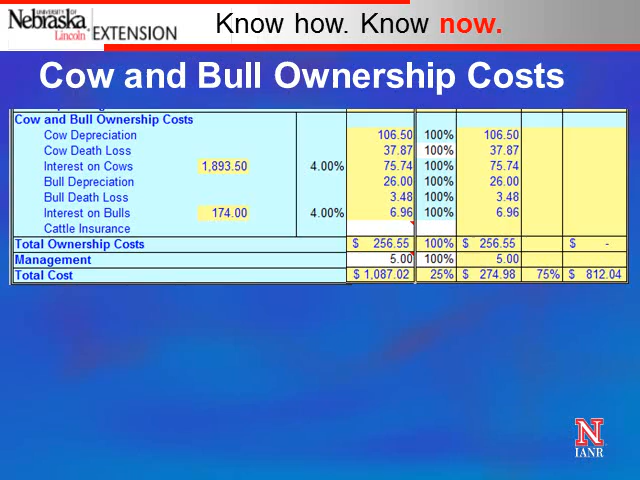 UNIVERSITY OF
Nebraska
Lincoln
EXTENSION
Know how. Know now.
Cow and Bull Ownership Costs
Cow and Bull Ownership Costs
Cow Depreciation 106.50 100% 106.50
Cow Death Loss 37.87 100% 37.87
Interest on Cows 1,893.50 4.00% 75.74 100% 75.74
Bull Depreciation 26.00 100% 26.00
Bull Death Loss 3.48 100% 3.48
Interest on Bulls 174.00 4.00% 6.96 100% 6.96
Cattle Insurance
Total Ownership Costs $ 256.55 100% $ 256.55 $ -
Management 5.00 100% 5.00
Total Cost $ 1,087.02 25% $ 274.98 75% $ 812.04
N
IANR